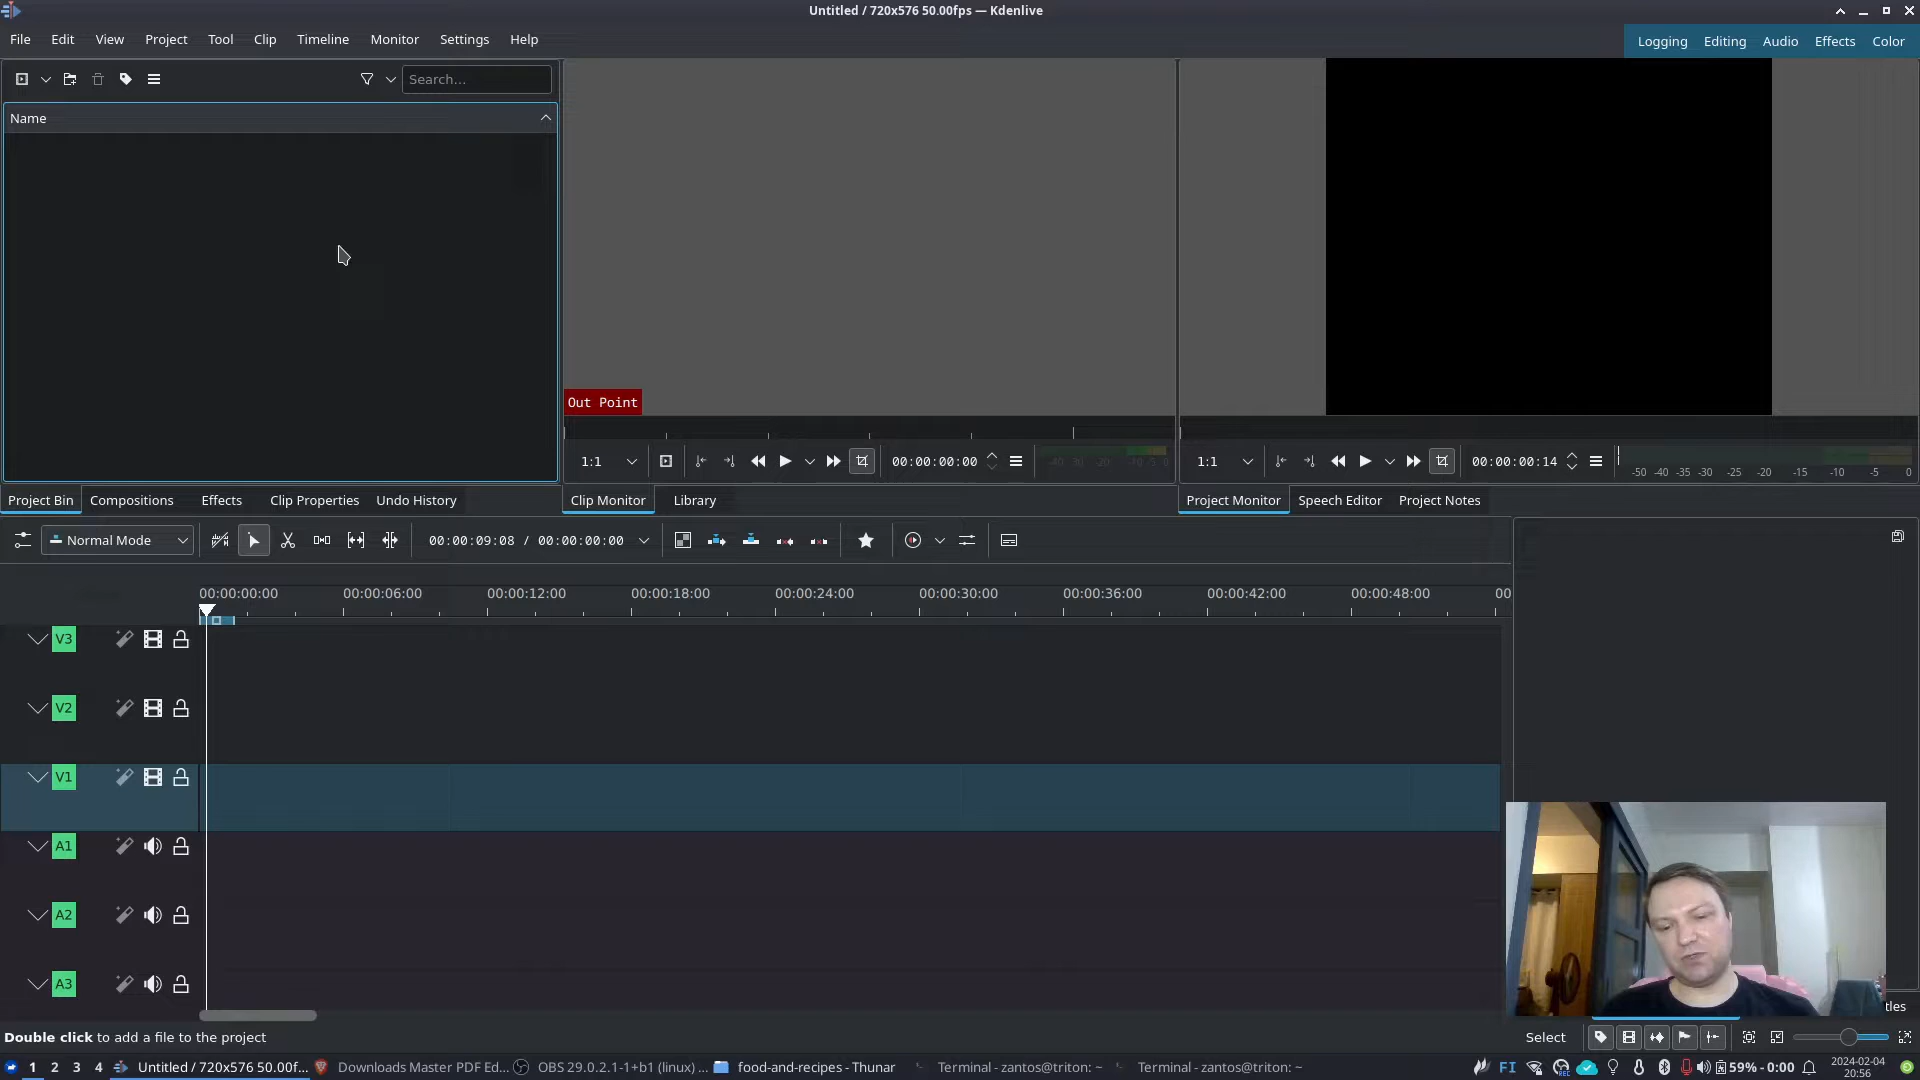 Untitled / 720x576 50.00fps — Kdenlive
File Edit View Project Tool Clip Timeline Monitor Settings Help
Logging Editing Audio Effects Color
Search...
Name
Out Point
1:1 00:00:00:00
1:1 00:00:00:14
-50 -40 -35 -30 -25 -20 -15 -10 -5 0
Project Bin Compositions Effects Clip Properties Undo History
Clip Monitor Library
Project Monitor Speech Editor Project Notes
Normal Mode 00:00:09:08 / 00:00:00:00
00:00:00:00 00:00:06:00 00:00:12:00 00:00:18:00 00:00:24:00 00:00:30:00 00:00:36:00 00:00:42:00 00:00:48:00 00
V3
V2
V1
A1
A2
A3
tles
Double click to add a file to the project
Select
1 2 3 4 Untitled / 720x576 50.00f... Downloads Master PDF Ed... OBS 29.0.2.1-1+b1 (linux) ... food-and-recipes - Thunar Terminal - zantos@triton: ~ Terminal - zantos@triton: ~
FI 59% - 0:00
2024-02-04
20:56